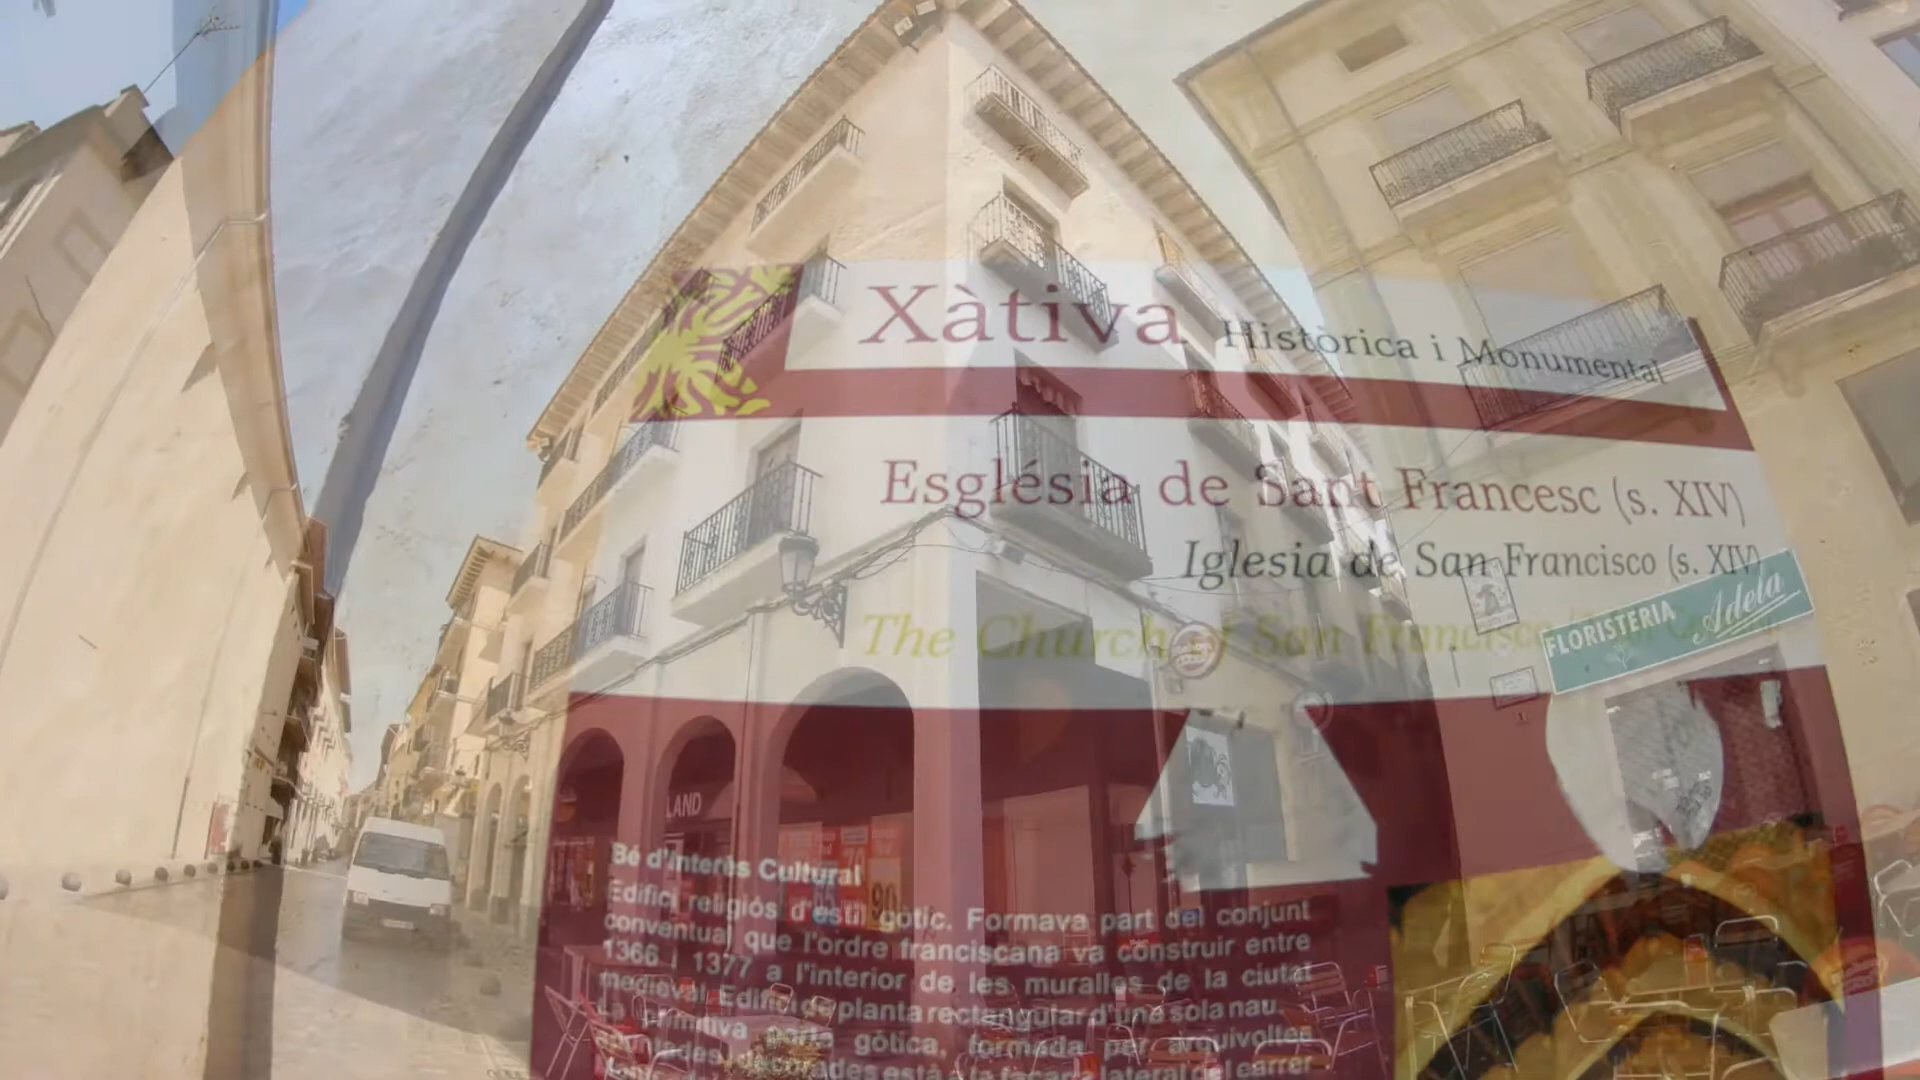 Xàtiva Històrica i Monumental
Església de Sant Francesc (s. XIV)
Iglesia de San Francisco (s. XIV)
The Church of San Francisco
FLORISTERIA Adela
LAND
90
Bé d'interès Cultural
Edifici religiós d'estil gòtic. Formava part del conjunt
conventual que l'ordre franciscana va construir entre
1366 i 1377 a l'interior de les muralles de la ciutat
medieval. Edifici de planta rectangular d'una sola nau.
La primitiva porta gòtica, formada per arquivoltes
apuntades està a la façana lateral del carrer